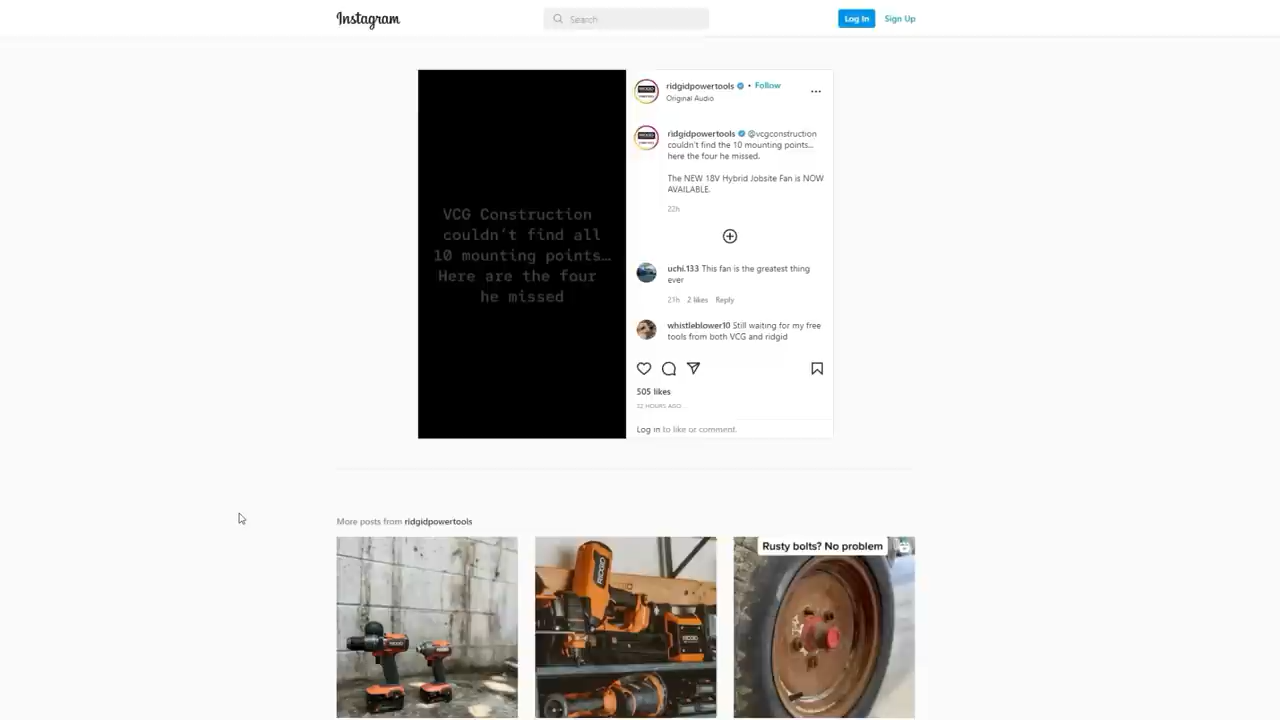 Instagram
Search
Log In
Sign Up
VCG Construction
couldn't find all
10 mounting points...
Here are the four
he missed
ridgidpowertools • Follow
Original Audio
ridgidpowertools @vcgconstruction
couldn't find the 10 mounting points...
here the four he missed.
The NEW 18V Hybrid Jobsite Fan is NOW
AVAILABLE.
22h
uchi.133 This fan is the greatest thing
ever
21h 2 likes Reply
whistleblower10 Still waiting for my free
tools from both VCG and ridgid
505 likes
22 HOURS AGO
Log in to like or comment.
More posts from ridgidpowertools
Rusty bolts? No problem
RIDGID
RIDGID
RIDGID